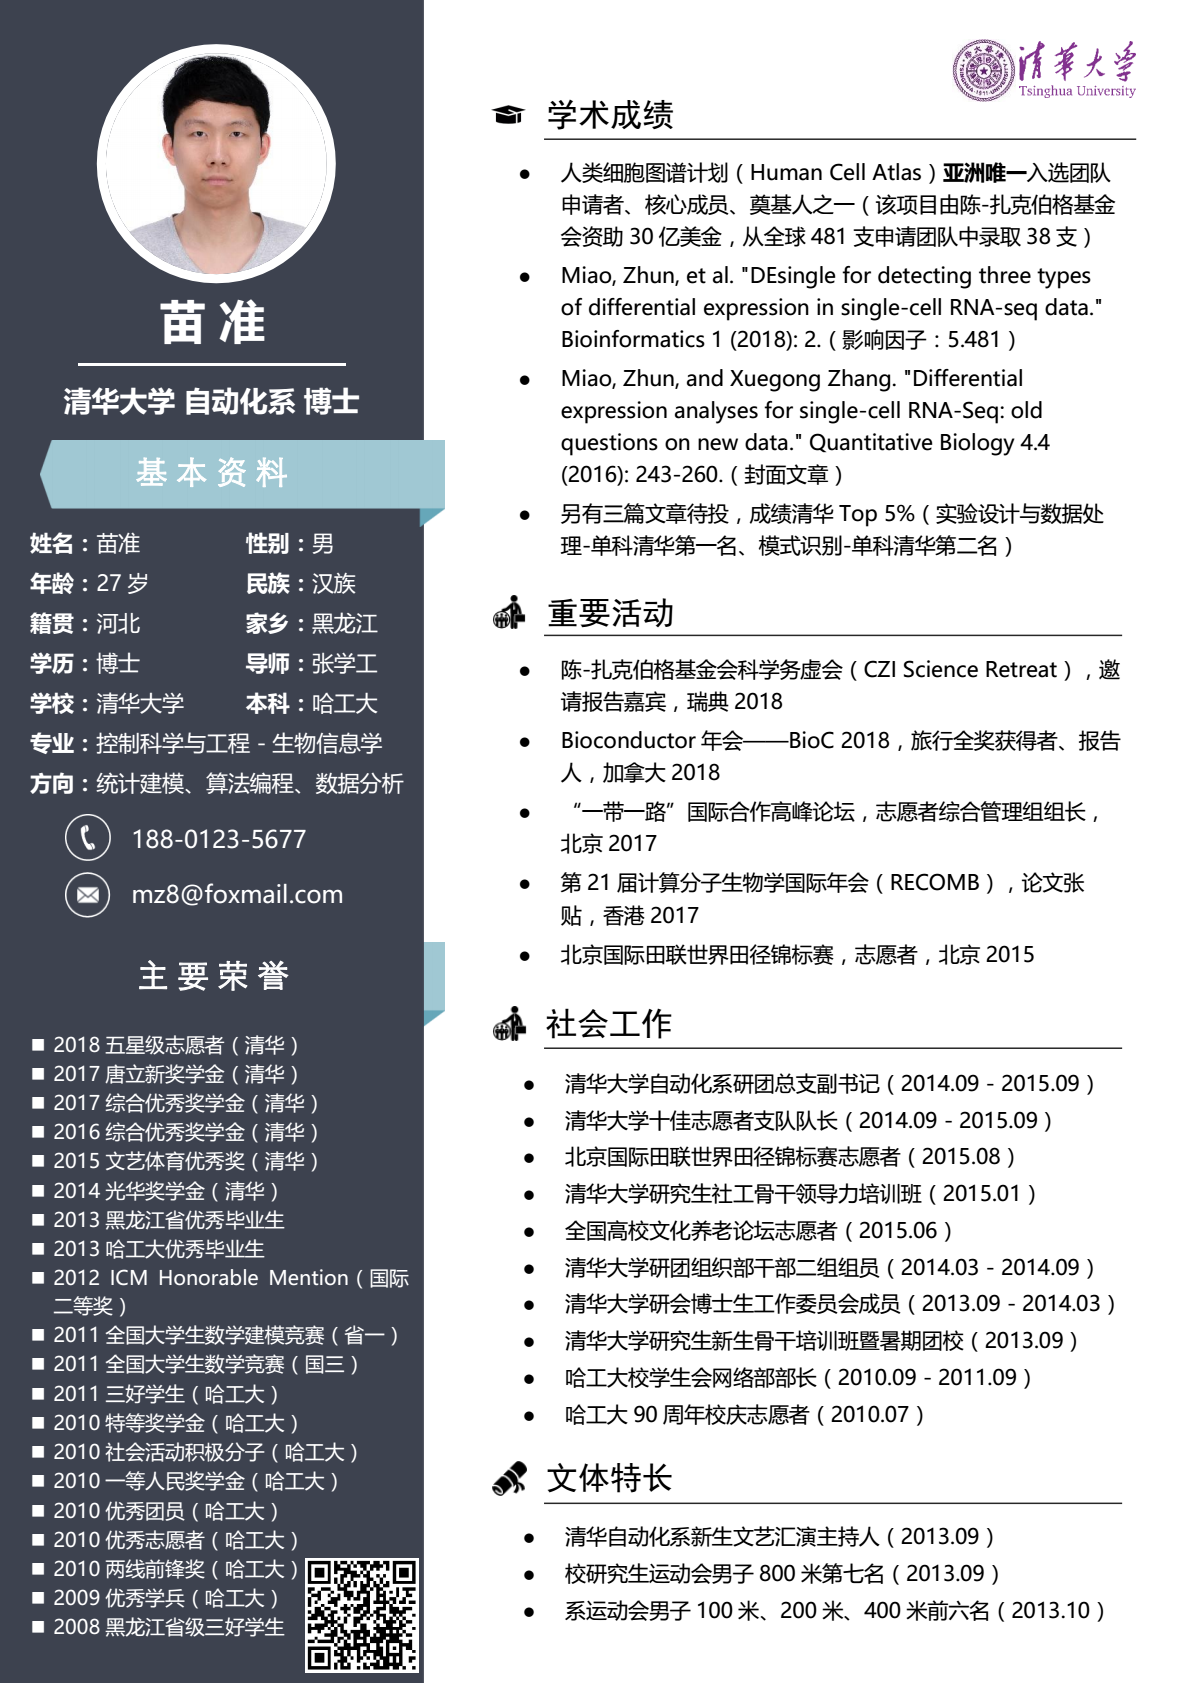 苗 准
清华大学 自动化系 博士
基 本 资 料
姓名：苗准 性别：男
年龄：27 岁 民族：汉族
籍贯：河北 家乡：黑龙江
学历：博士 导师：张学工
学校：清华大学 本科：哈工大
专业：控制科学与工程 - 生物信息学
方向：统计建模、算法编程、数据分析
188-0123-5677
mz8@foxmail.com
主 要 荣 誉
■ 2018 五星级志愿者（清华）
■ 2017 唐立新奖学金（清华）
■ 2017 综合优秀奖学金（清华）
■ 2016 综合优秀奖学金（清华）
■ 2015 文艺体育优秀奖（清华）
■ 2014 光华奖学金（清华）
■ 2013 黑龙江省优秀毕业生
■ 2013 哈工大优秀毕业生
■ 2012 ICM Honorable Mention（国际
二等奖）
■ 2011 全国大学生数学建模竞赛（省一）
■ 2011 全国大学生数学竞赛（国三）
■ 2011 三好学生（哈工大）
■ 2010 特等奖学金（哈工大）
■ 2010 社会活动积极分子（哈工大）
■ 2010 一等人民奖学金（哈工大）
■ 2010 优秀团员（哈工大）
■ 2010 优秀志愿者（哈工大）
■ 2010 两线前锋奖（哈工大）
■ 2009 优秀学兵（哈工大）
■ 2008 黑龙江省级三好学生
清华大学
Tsinghua University
学术成绩
● 人类细胞图谱计划（Human Cell Atlas）亚洲唯一入选团队
申请者、核心成员、奠基人之一（该项目由陈-扎克伯格基金
会资助 30 亿美金，从全球 481 支申请团队中录取 38 支）
● Miao, Zhun, et al. "DEsingle for detecting three types
of differential expression in single-cell RNA-seq data."
Bioinformatics 1 (2018): 2.（影响因子：5.481）
● Miao, Zhun, and Xuegong Zhang. "Differential
expression analyses for single-cell RNA-Seq: old
questions on new data." Quantitative Biology 4.4
(2016): 243-260.（封面文章）
● 另有三篇文章待投，成绩清华 Top 5%（实验设计与数据处
理-单科清华第一名、模式识别-单科清华第二名）
重要活动
● 陈-扎克伯格基金会科学务虚会（CZI Science Retreat），邀
请报告嘉宾，瑞典 2018
● Bioconductor 年会——BioC 2018，旅行全奖获得者、报告
人，加拿大 2018
● “一带一路”国际合作高峰论坛，志愿者综合管理组组长，
北京 2017
● 第 21 届计算分子生物学国际年会（RECOMB），论文张
贴，香港 2017
● 北京国际田联世界田径锦标赛，志愿者，北京 2015
社会工作
● 清华大学自动化系研团总支副书记（2014.09 - 2015.09）
● 清华大学十佳志愿者支队队长（2014.09 - 2015.09）
● 北京国际田联世界田径锦标赛志愿者（2015.08）
● 清华大学研究生社工骨干领导力培训班（2015.01）
● 全国高校文化养老论坛志愿者（2015.06）
● 清华大学研团组织部干部二组组员（2014.03 - 2014.09）
● 清华大学研会博士生工作委员会成员（2013.09 - 2014.03）
● 清华大学研究生新生骨干培训班暨暑期团校（2013.09）
● 哈工大校学生会网络部部长（2010.09 - 2011.09）
● 哈工大 90 周年校庆志愿者（2010.07）
文体特长
● 清华自动化系新生文艺汇演主持人（2013.09）
● 校研究生运动会男子 800 米第七名（2013.09）
● 系运动会男子 100 米、200 米、400 米前六名（2013.10）